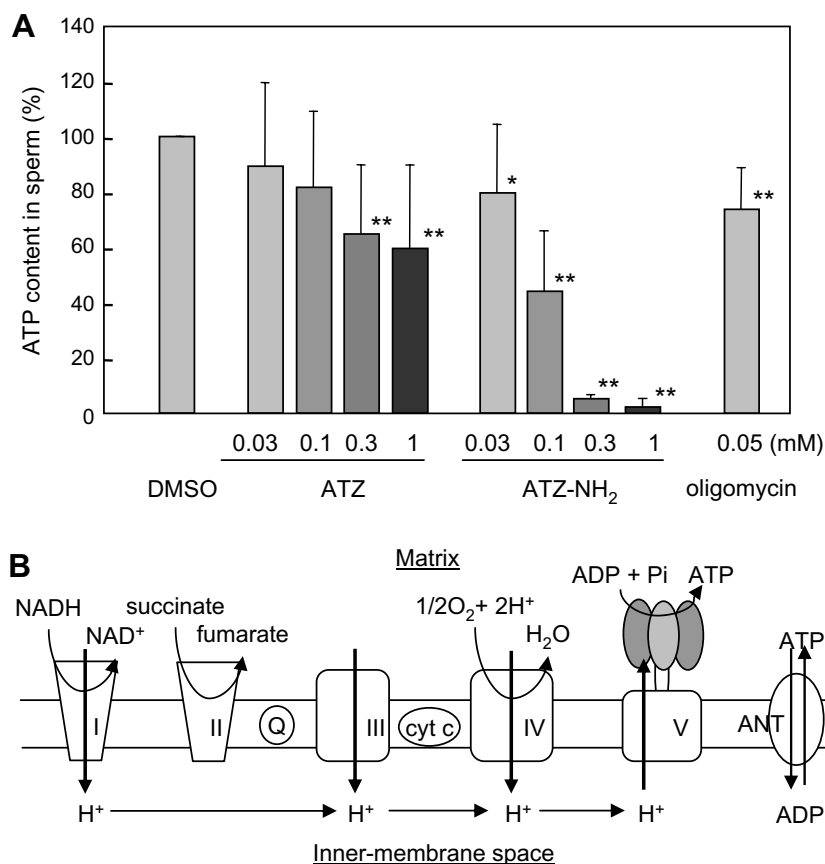 A
ATP content in sperm (%)
140
120
100
80
60
40
20
0
** ** * ** ** ** **
0.03 0.1 0.3 1 0.03 0.1 0.3 1 0.05 (mM)
DMSO ATZ ATZ-NH₂ oligomycin
B
Matrix
NADH NAD⁺ succinate fumarate 1/2O₂+ 2H⁺ H₂O ADP + Pi ATP
ATP
I II Q III cyt c IV V ANT
H⁺ H⁺ H⁺ H⁺ ADP
Inner-membrane space